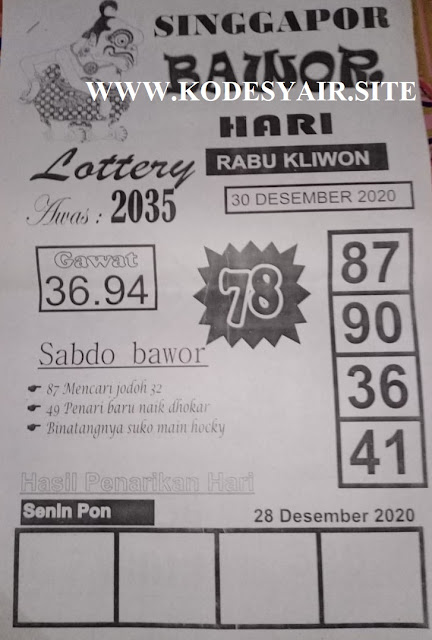 SINGGAPOR
BAWOR
WWW.KODESYAIR.SITE
HARI
Lottery
RABU KLIWON
Awas : 2035
30 DESEMBER 2020
Gawat
36.94
78
87
90
36
41
Sabdo bawor
87 Mencari jodoh 32
49 Penari baru naik dhokar
Binatangnya suko main hocky
Hasil Penarikan Hari
Senin Pon
28 Desember 2020